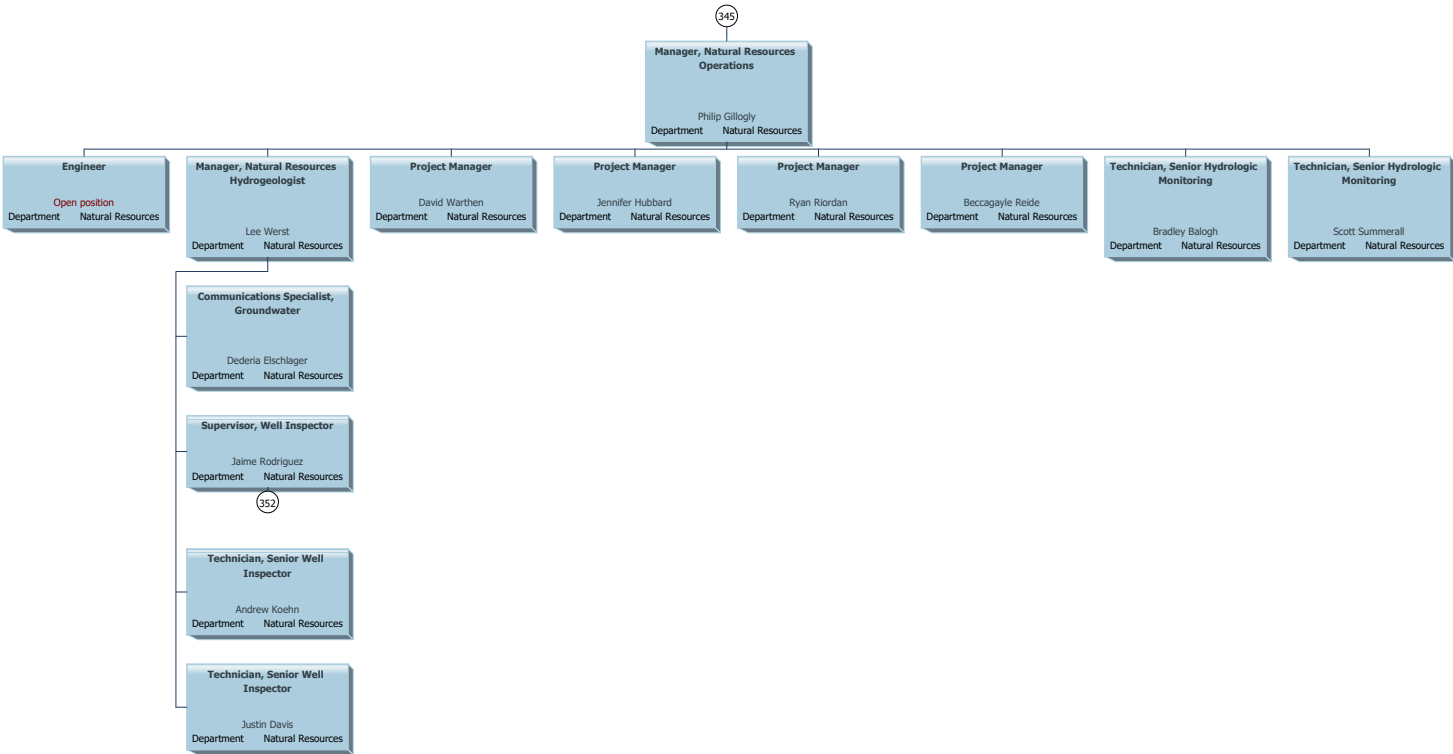 345
Manager, Natural Resources
Operations
Philip Gillogly
Department Natural Resources
Engineer
Open position
Department Natural Resources
Manager, Natural Resources
Hydrogeologist
Lee Werst
Department Natural Resources
Project Manager
David Warthen
Department Natural Resources
Project Manager
Jennifer Hubbard
Department Natural Resources
Project Manager
Ryan Riordan
Department Natural Resources
Project Manager
Beccagayle Reide
Department Natural Resources
Technician, Senior Hydrologic
Monitoring
Bradley Balogh
Department Natural Resources
Technician, Senior Hydrologic
Monitoring
Scott Summerall
Department Natural Resources
Communications Specialist,
Groundwater
Dederia Elschlager
Department Natural Resources
Supervisor, Well Inspector
Jaime Rodriguez
Department Natural Resources
352
Technician, Senior Well
Inspector
Andrew Koehn
Department Natural Resources
Technician, Senior Well
Inspector
Justin Davis
Department Natural Resources